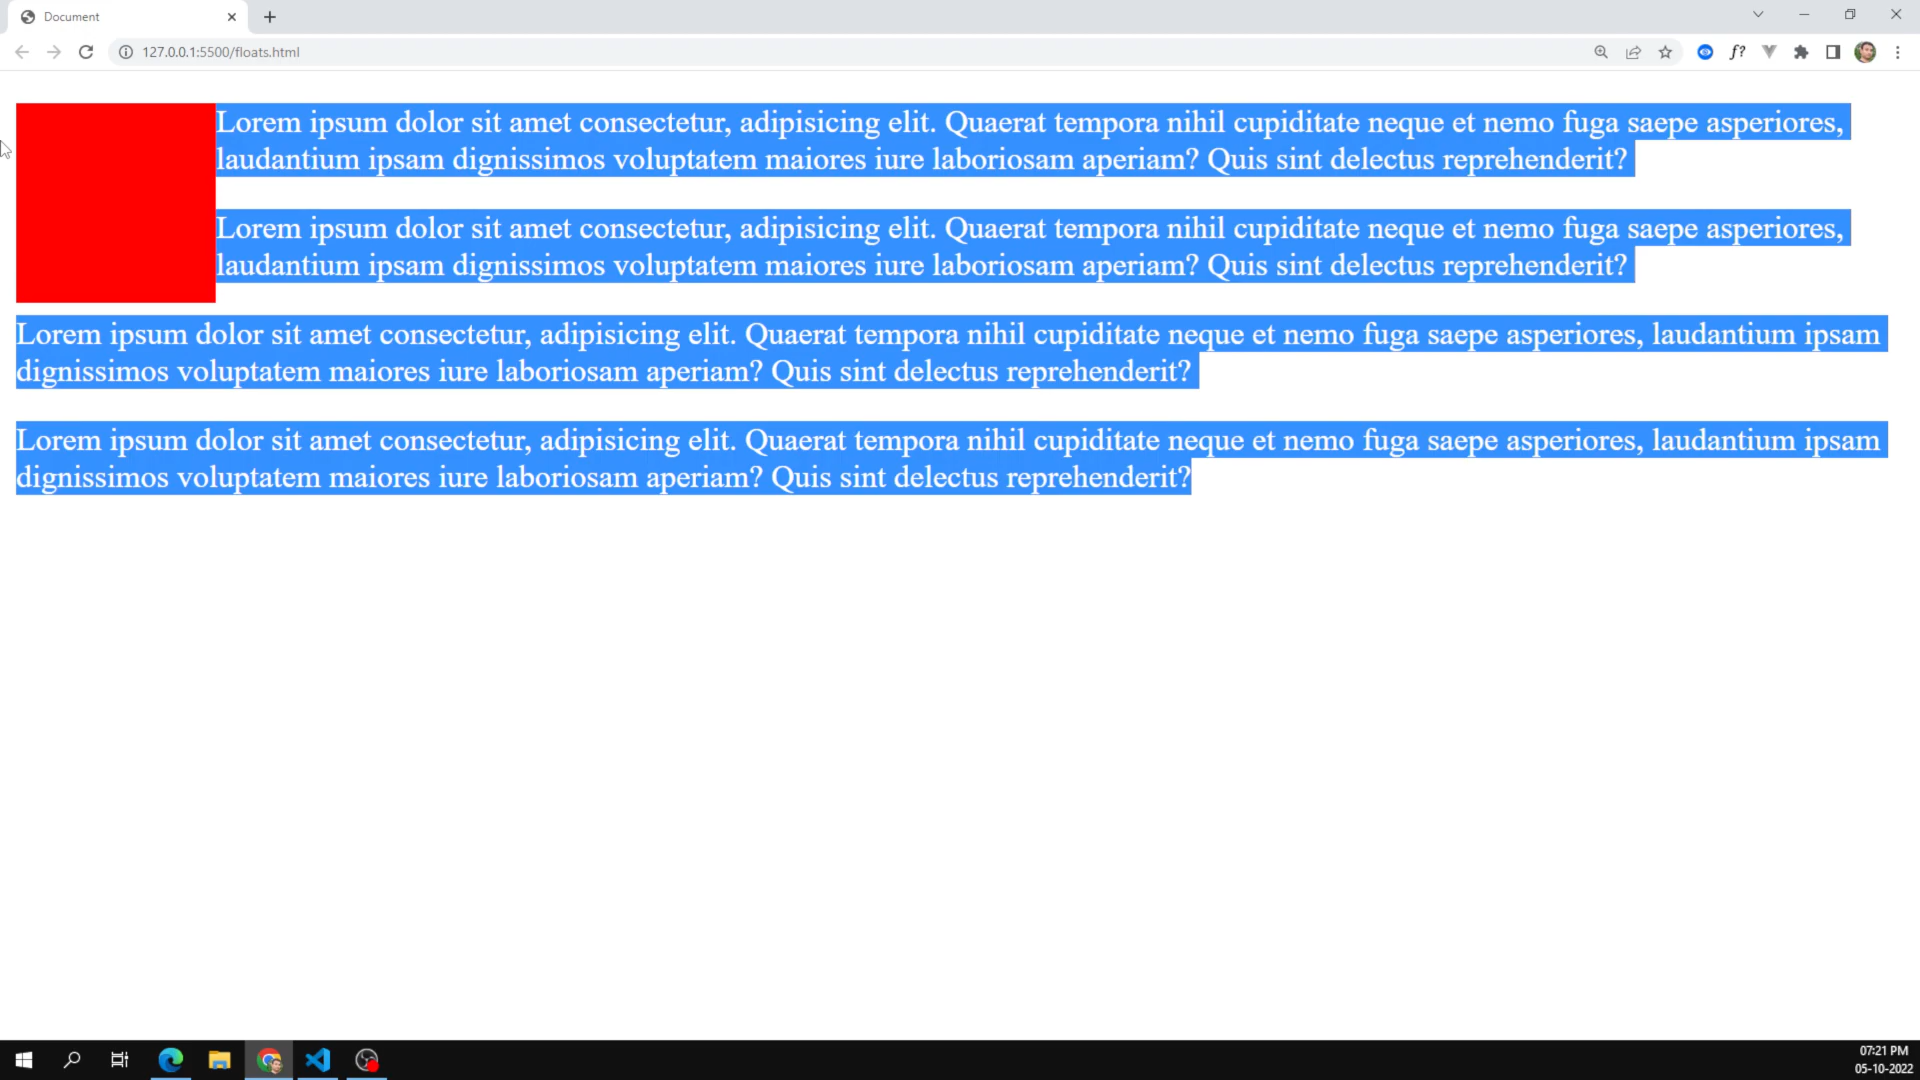 Document
127.0.0.1:5500/floats.html
f?
Lorem ipsum dolor sit amet consectetur, adipisicing elit. Quaerat tempora nihil cupiditate neque et nemo fuga saepe asperiores,
laudantium ipsam dignissimos voluptatem maiores iure laboriosam aperiam? Quis sint delectus reprehenderit?
Lorem ipsum dolor sit amet consectetur, adipisicing elit. Quaerat tempora nihil cupiditate neque et nemo fuga saepe asperiores,
laudantium ipsam dignissimos voluptatem maiores iure laboriosam aperiam? Quis sint delectus reprehenderit?
Lorem ipsum dolor sit amet consectetur, adipisicing elit. Quaerat tempora nihil cupiditate neque et nemo fuga saepe asperiores, laudantium ipsam
dignissimos voluptatem maiores iure laboriosam aperiam? Quis sint delectus reprehenderit?
Lorem ipsum dolor sit amet consectetur, adipisicing elit. Quaerat tempora nihil cupiditate neque et nemo fuga saepe asperiores, laudantium ipsam
dignissimos voluptatem maiores iure laboriosam aperiam? Quis sint delectus reprehenderit?
07:21 PM
05-10-2022